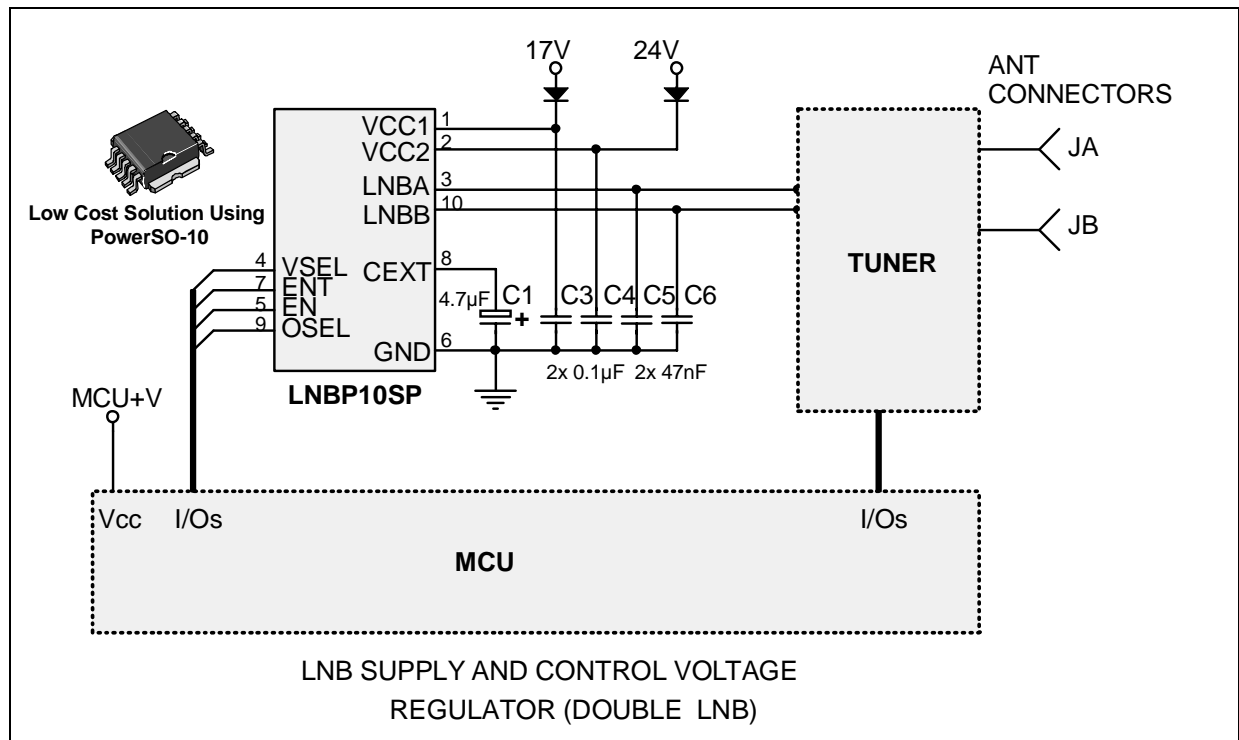 17V
24V
ANT
CONNECTORS
VCC1 1
VCC2 2
LNBA 3
LNBB 10
JA
JB
Low Cost Solution Using
PowerSO-10
TUNER
4 VSEL
7 ENT
5 EN
9 OSEL
CEXT 8
GND 6
4.7µF C1 +
C3 C4 C5 C6
2x 0.1µF 2x 47nF
LNBP10SP
MCU+V
Vcc I/Os
I/Os
MCU
LNB SUPPLY AND CONTROL VOLTAGE
REGULATOR (DOUBLE LNB)